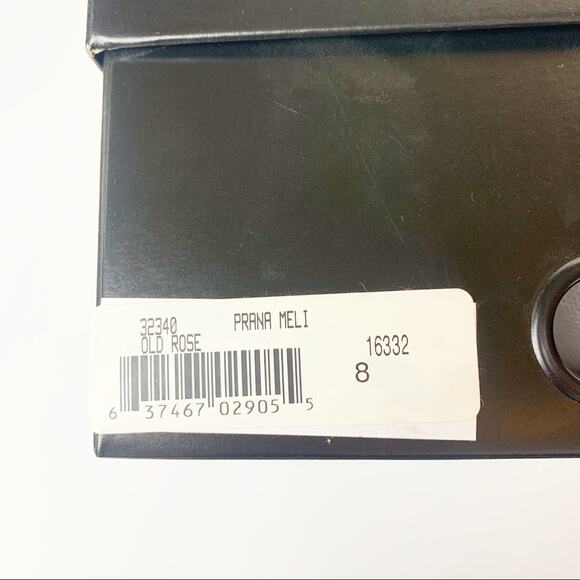 32340 PRANA MELI
OLD ROSE 16332
8
6 37467 02905 5